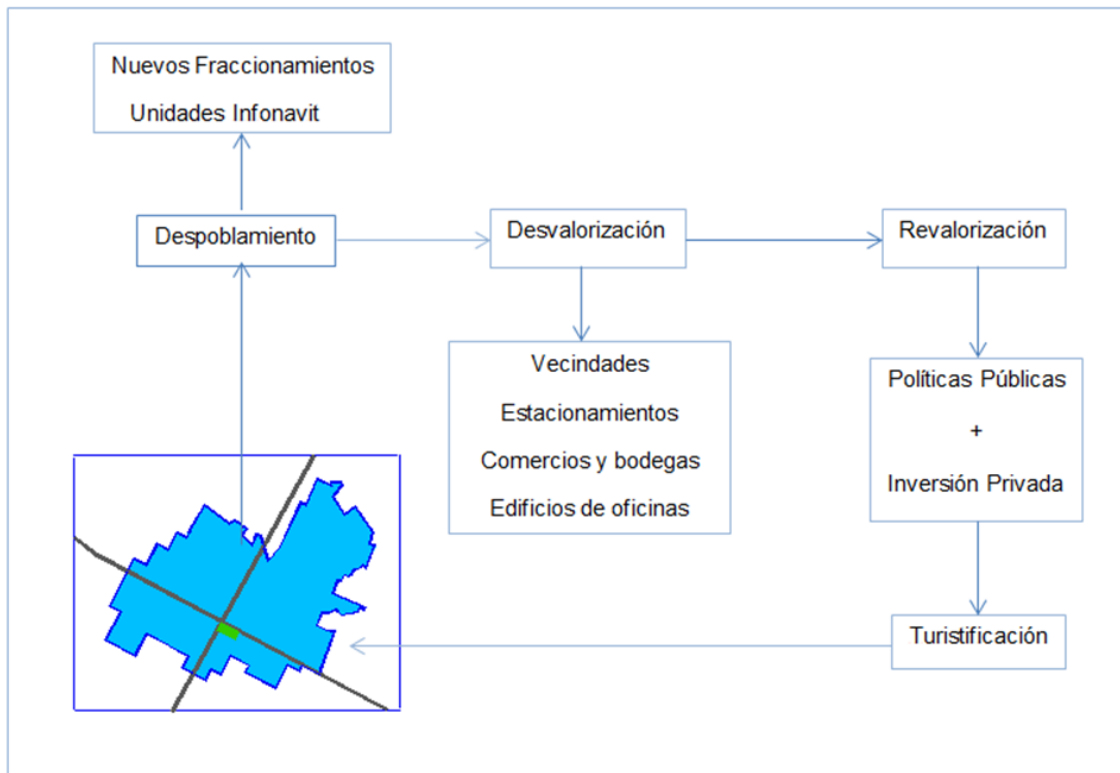 Nuevos Fraccionamientos
Unidades Infonavit
Despoblamiento
Desvalorización
Revalorización
Vecindades
Estacionamientos
Comercios y bodegas
Edificios de oficinas
Políticas Públicas
+
Inversión Privada
Turistificación